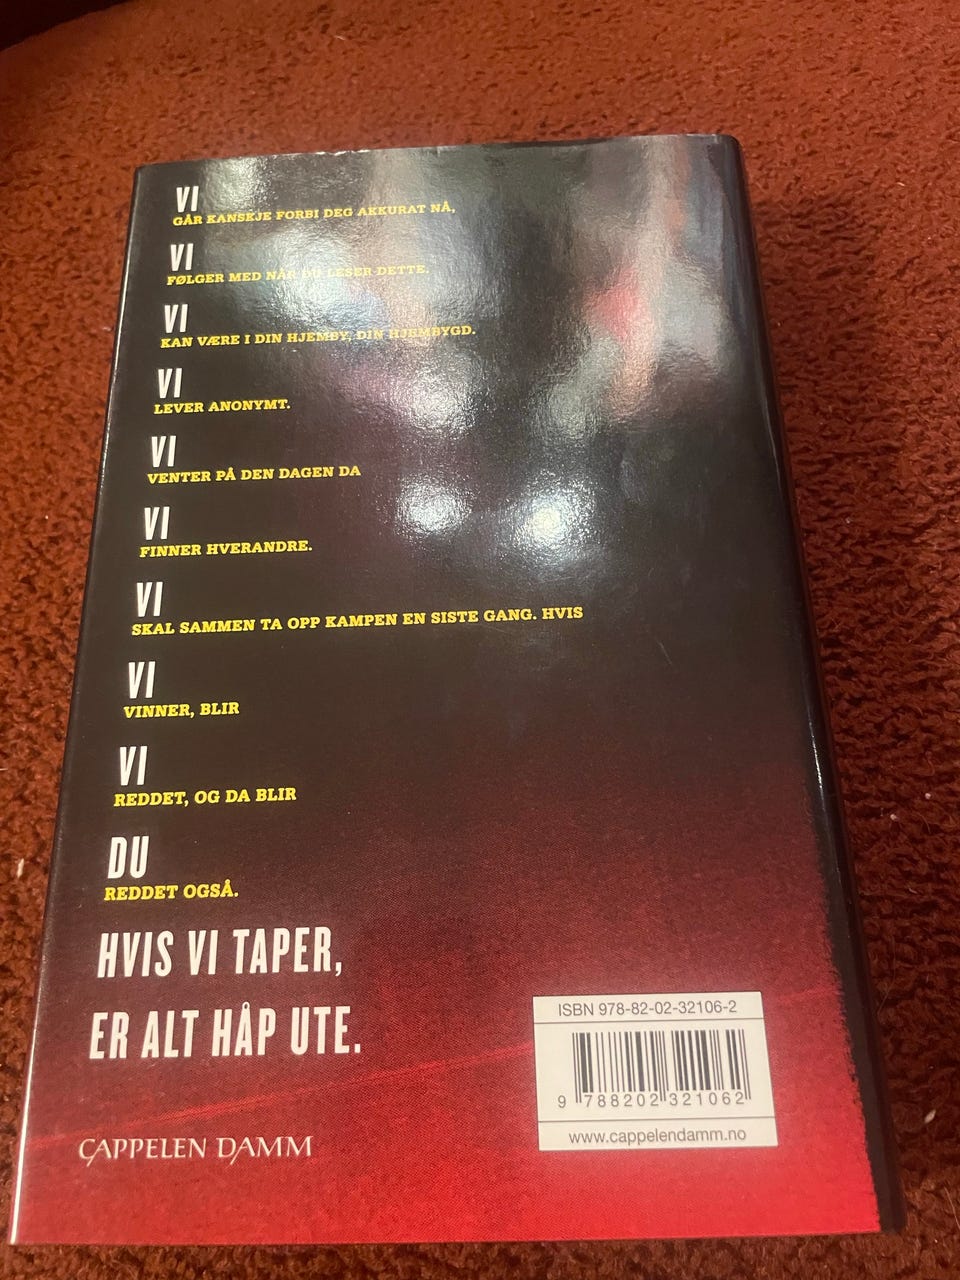 VI
GÅR KANSKJE FORBI DEG AKKURAT NÅ,
VI
FØLGER MED NÅR DU LESER DETTE.
VI
KAN VÆRE I DIN HJEMBY, DIN HJEMBYGD.
VI
LEVER ANONYMT.
VI
VENTER PÅ DEN DAGEN DA
VI
FINNER HVERANDRE.
VI
SKAL SAMMEN TA OPP KAMPEN EN SISTE GANG. HVIS
VI
VINNER, BLIR
VI
REDDET, OG DA BLIR
DU
REDDET OGSÅ.
HVIS VI TAPER,
ER ALT HÅP UTE.
CAPPELEN DAMM
ISBN 978-82-02-32106-2
9 788202 321062
www.cappelendamm.no